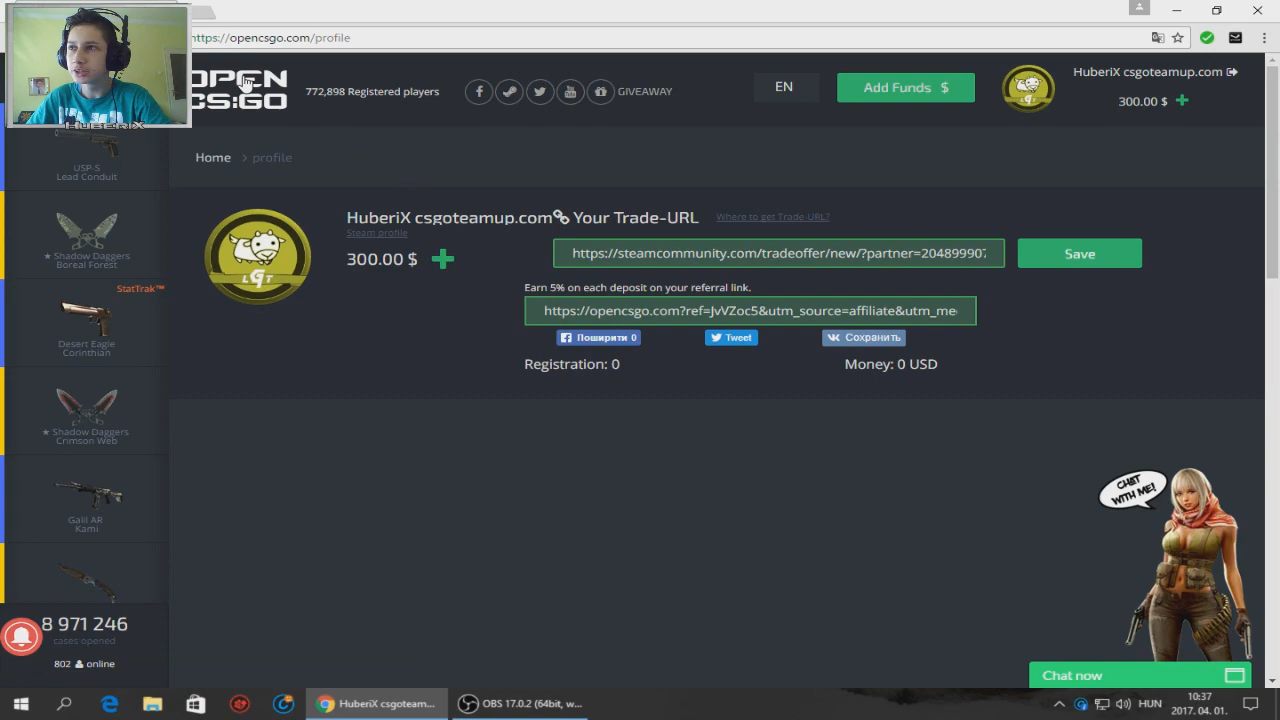 https://opencsgo.com/profile
OPEN
CS:GO
772,898 Registered players
GIVEAWAY
EN
Add Funds $
HuberiX csgoteamup.com
300.00 $
HuberiX
USP-S
Lead Conduit
Home > profile
★ Shadow Daggers
Boreal Forest
LGT
HuberiX csgoteamup.com
Steam profile
300.00 $
Your Trade-URL
Where to get Trade-URL?
https://steamcommunity.com/tradeoffer/new/?partner=204899907
Save
Earn 5% on each deposit on your referral link.
https://opencsgo.com?ref=JvVZoc5&utm_source=affiliate&utm_me
Поширити 0
Tweet
Сохранить
Registration: 0
Money: 0 USD
StatTrak™
Desert Eagle
Corinthian
★ Shadow Daggers
Crimson Web
Galil AR
Kami
8 971 246
cases opened
802 online
CHAT
WITH ME!
Chat now
HuberiX csgoteam...
OBS 17.0.2 (64bit, w...
HUN
10:37
2017. 04. 01.